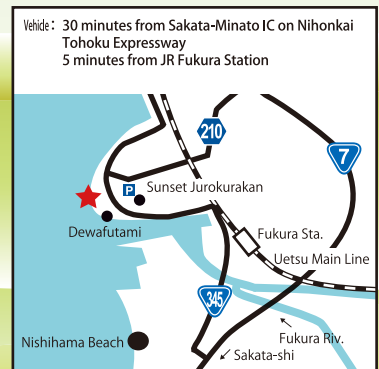 Vehicle: 30 minutes from Sakata-Minato IC on Nihonkai
Tohoku Expressway
5 minutes from JR Fukura Station
210
7
P
Sunset Jurokurakan
Dewafutami
Fukura Sta.
Uetsu Main Line
345
Nishihama Beach
Fukura Riv.
Sakata-shi